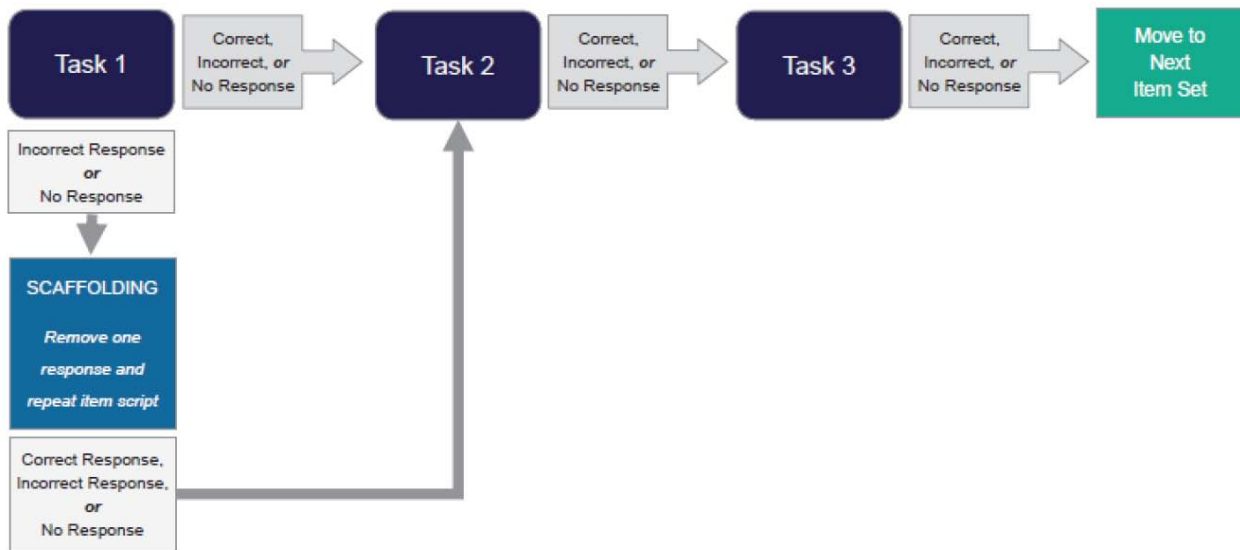 Task 1
Correct,
Incorrect, or
No Response
Task 2
Correct,
Incorrect, or
No Response
Task 3
Correct,
Incorrect, or
No Response
Move to
Next
Item Set
Incorrect Response
or
No Response
SCAFFOLDING
Remove one
response and
repeat item script
Correct Response,
Incorrect Response,
or
No Response